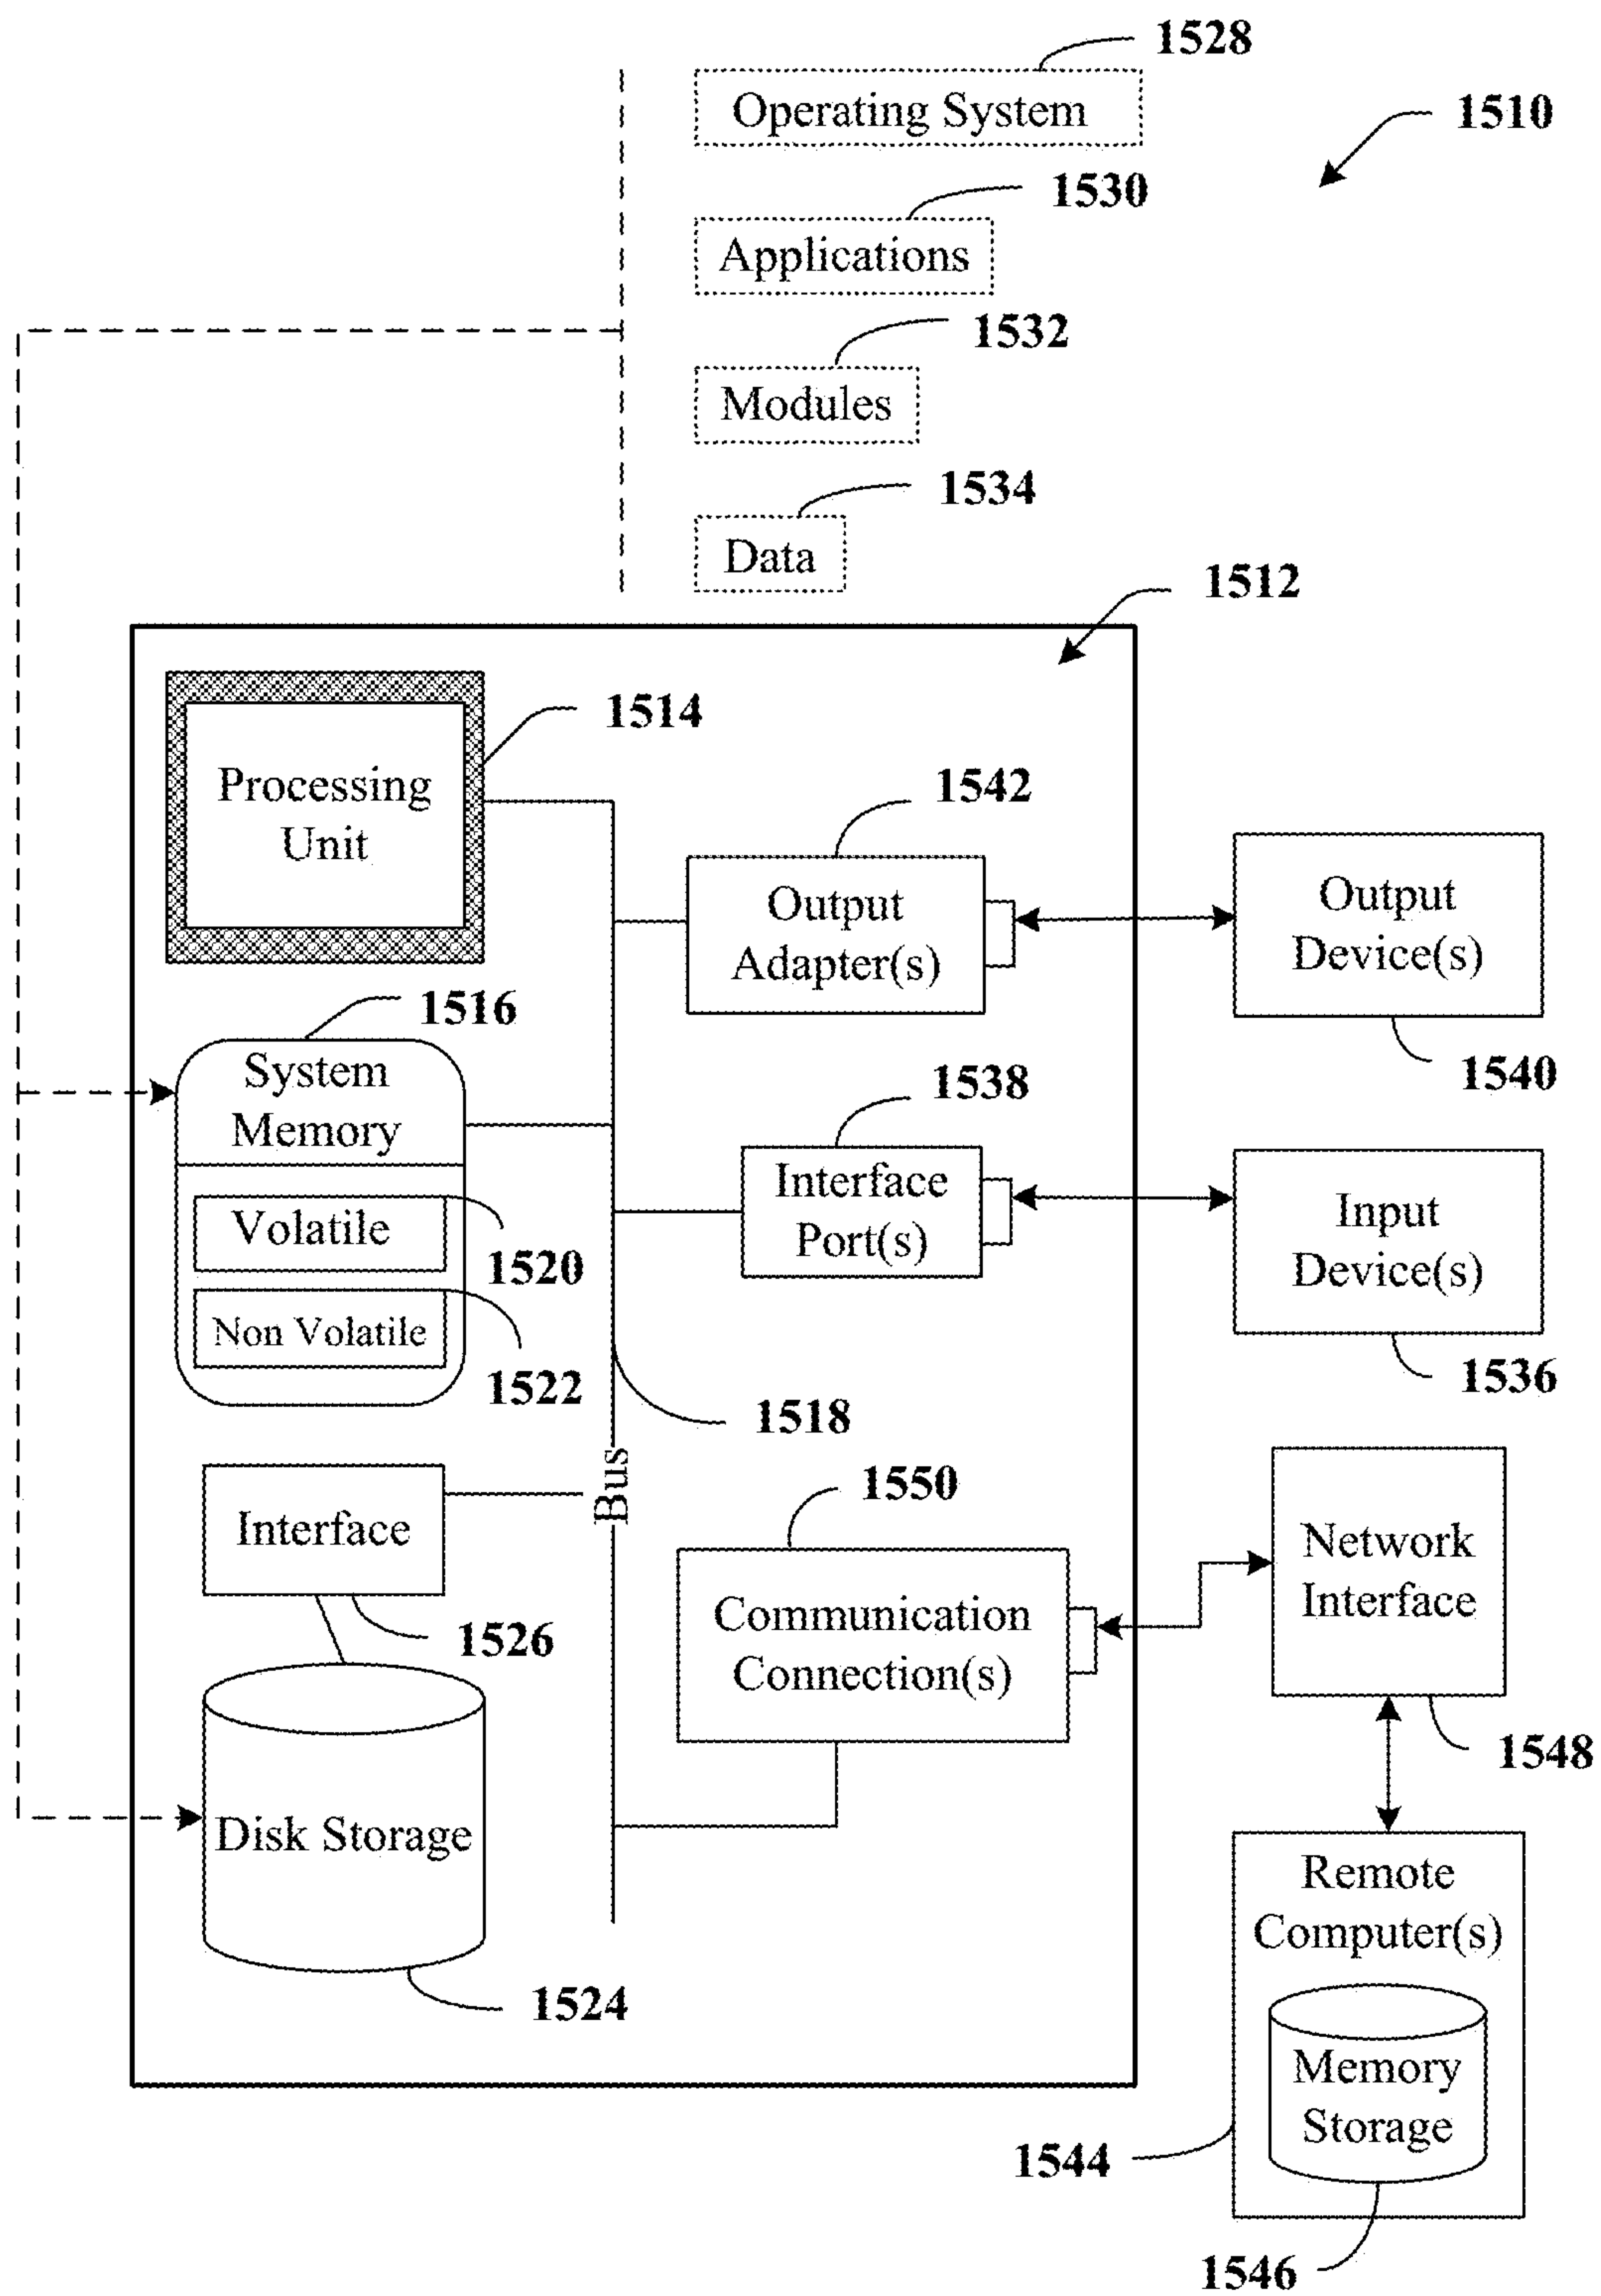 1528
Operating System
1510
1530
Applications
1532
Modules
1534
Data
1512
1514
Processing
Unit
1542
Output
Adapter(s)
Output
Device(s)
1540
1516
System
Memory
1538
Interface
Port(s)
Input
Device(s)
1536
Volatile
1520
Non Volatile
1522
1518
Bus
Interface
1526
1550
Communication
Connection(s)
Network
Interface
1548
Disk Storage
1524
Remote
Computer(s)
Memory
Storage
1544
1546